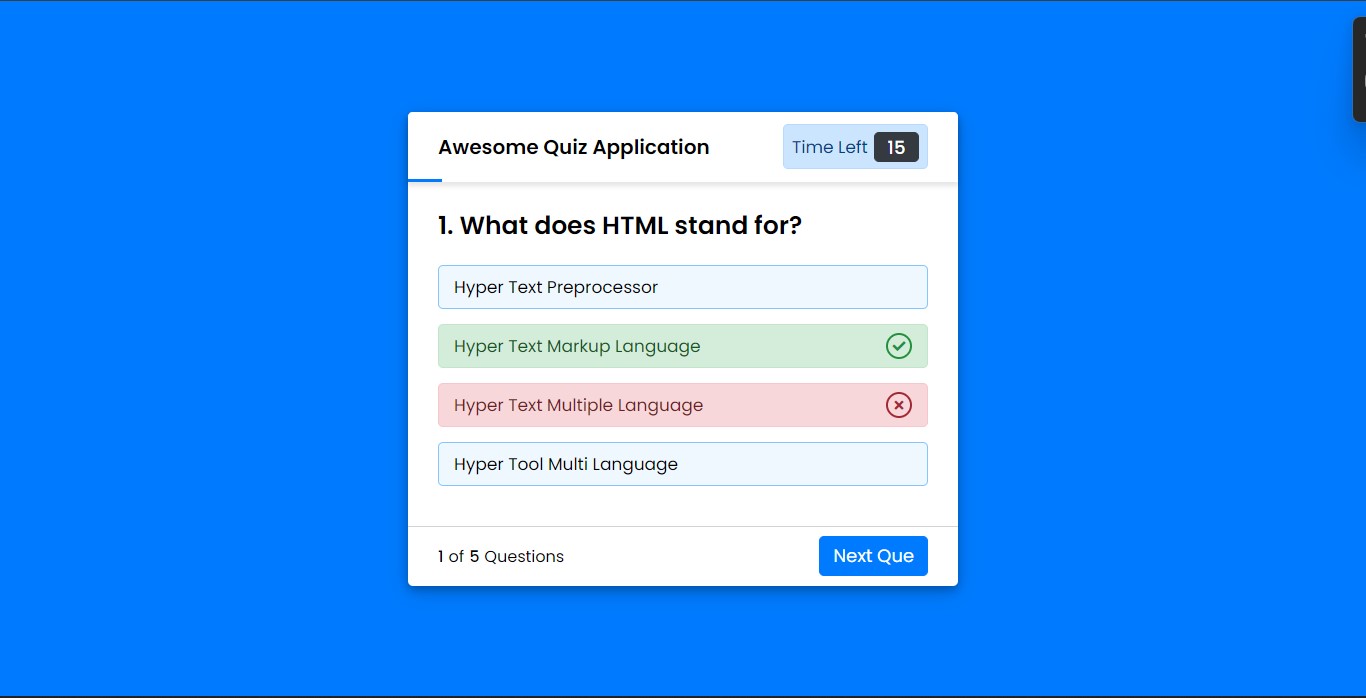 Awesome Quiz Application
Time Left 15
1. What does HTML stand for?
Hyper Text Preprocessor
Hyper Text Markup Language
Hyper Text Multiple Language
Hyper Tool Multi Language
1 of 5 Questions
Next Que